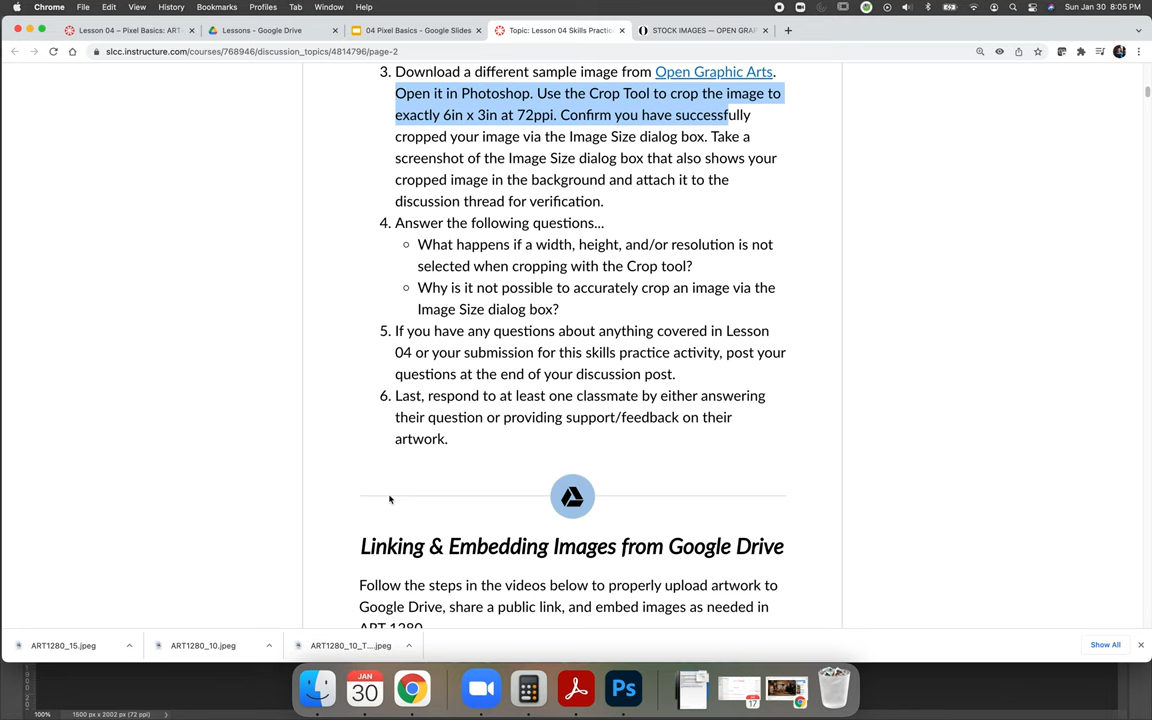 Chrome File Edit View History Bookmarks Profiles Tab Window Help Sun Jan 30 8:05 PM
Lesson 04 – Pixel Basics: ART- Lessons - Google Drive 04 Pixel Basics - Google Slides Topic: Lesson 04 Skills Practic STOCK IMAGES — OPEN GRA
slcc.instructure.com/courses/768946/discussion_topics/4814796/page-2
3. Download a different sample image from Open Graphic Arts.
Open it in Photoshop. Use the Crop Tool to crop the image to
exactly 6in x 3in at 72ppi. Confirm you have successfully
cropped your image via the Image Size dialog box. Take a
screenshot of the Image Size dialog box that also shows your
cropped image in the background and attach it to the
discussion thread for verification.
4. Answer the following questions...
What happens if a width, height, and/or resolution is not
selected when cropping with the Crop tool?
Why is it not possible to accurately crop an image via the
Image Size dialog box?
5. If you have any questions about anything covered in Lesson
04 or your submission for this skills practice activity, post your
questions at the end of your discussion post.
6. Last, respond to at least one classmate by either answering
their question or providing support/feedback on their
artwork.
Linking & Embedding Images from Google Drive
Follow the steps in the videos below to properly upload artwork to
Google Drive, share a public link, and embed images as needed in
ART 1280.
ART1280_15.jpeg ART1280_10.jpeg ART1280_10_T....jpeg Show All
JAN
30
Ps
17
100% 1500 px x 2002 px (72 ppi)